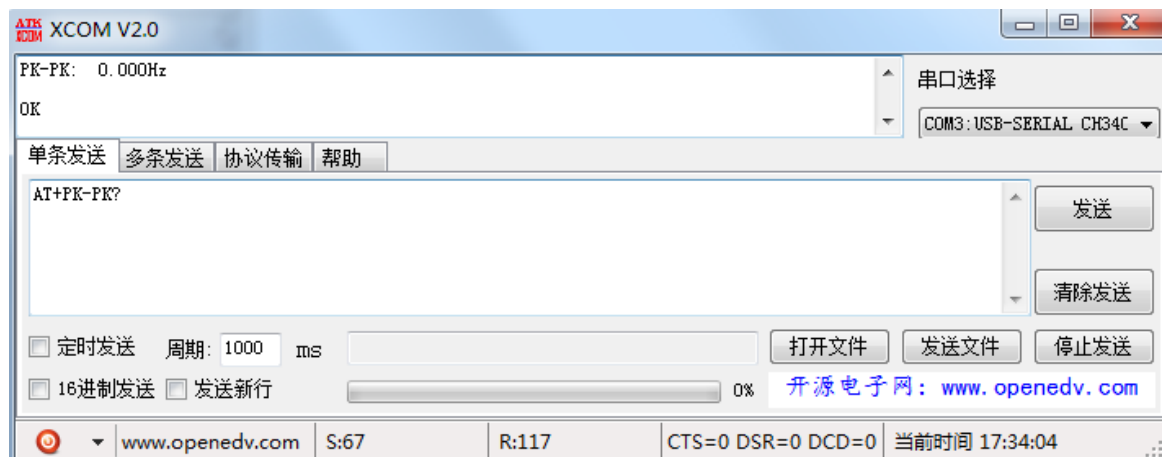 ATK XCOM XCOM V2.0
PK-PK: 0.000Hz
OK
串口选择
COM3:USB-SERIAL CH34C
单条发送 多条发送 协议传输 帮助
AT+PK-PK?
发送
清除发送
定时发送 周期: 1000 ms 打开文件 发送文件 停止发送
16进制发送 发送新行 0% 开源电子网: www.openedv.com
www.openedv.com S:67 R:117 CTS=0 DSR=0 DCD=0 当前时间 17:34:04